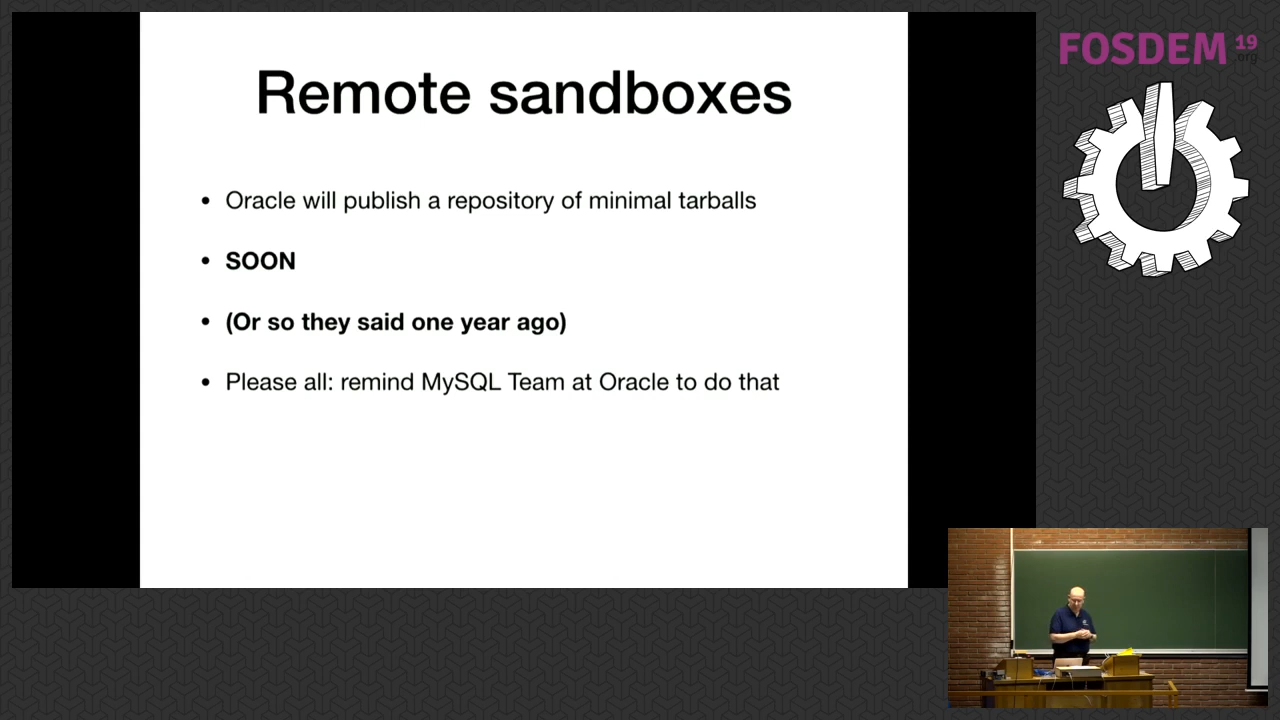 Remote sandboxes
• Oracle will publish a repository of minimal tarballs
• SOON
• (Or so they said one year ago)
• Please all: remind MySQL Team at Oracle to do that
FOSDEM 19
.org